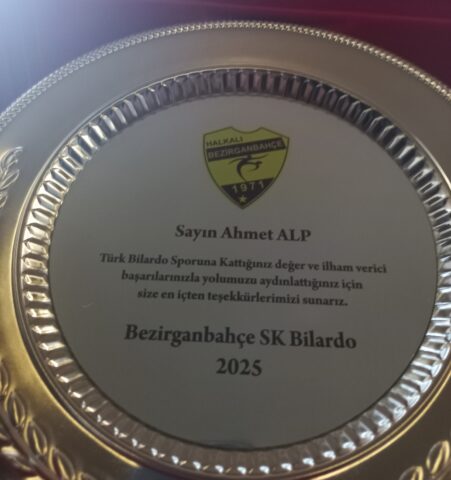 HALKALI
BEZİRGANBAHÇE
1971
Sayın Ahmet ALP
Türk Bilardo Sporuna Kattığınız değer ve ilham verici
başarılarınızla yolumuzu aydınlattığınız için
size en içten teşekkürlerimizi sunarız.
Bezirganbahçe SK Bilardo
2025